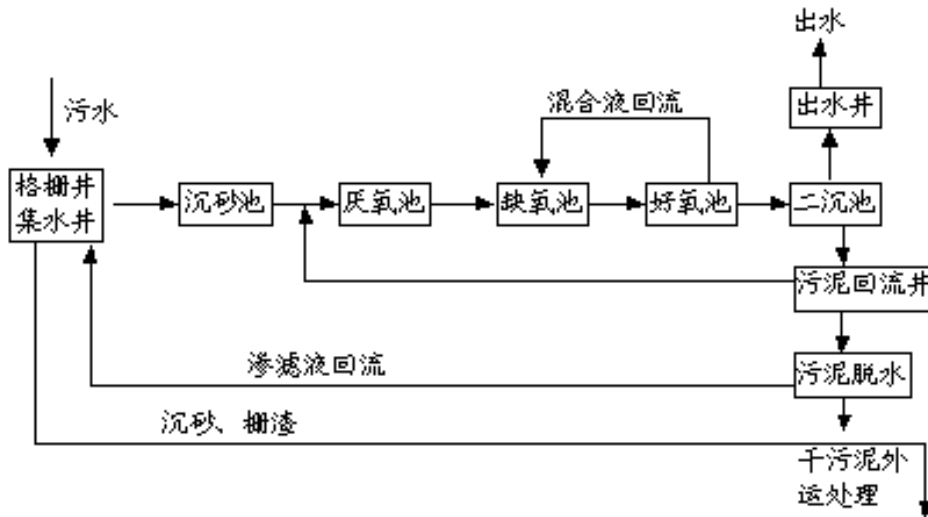 出水
污水
混合液回流
出水井
格栅井
集水井
沉砂池
厌氧池
缺氧池
好氧池
二沉池
污泥回流井
渗滤液回流
污泥脱水
沉砂、栅渣
干污泥外
运处理